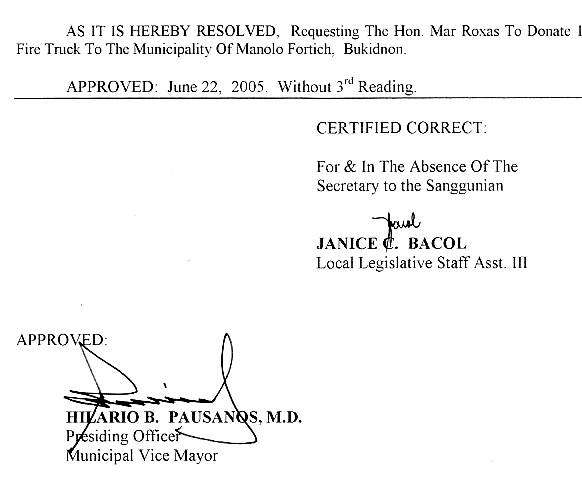 AS IT IS HEREBY RESOLVED, Requesting The Hon. Mar Roxas To Donate 1
Fire Truck To The Municipality Of Manolo Fortich, Bukidnon.
APPROVED: June 22, 2005. Without 3rd Reading.
CERTIFIED CORRECT:
For & In The Absence Of The
Secretary to the Sanggunian
JANICE C. BACOL
Local Legislative Staff Asst. III
APPROVED:
HILARIO B. PAUSANOS, M.D.
Presiding Officer
Municipal Vice Mayor